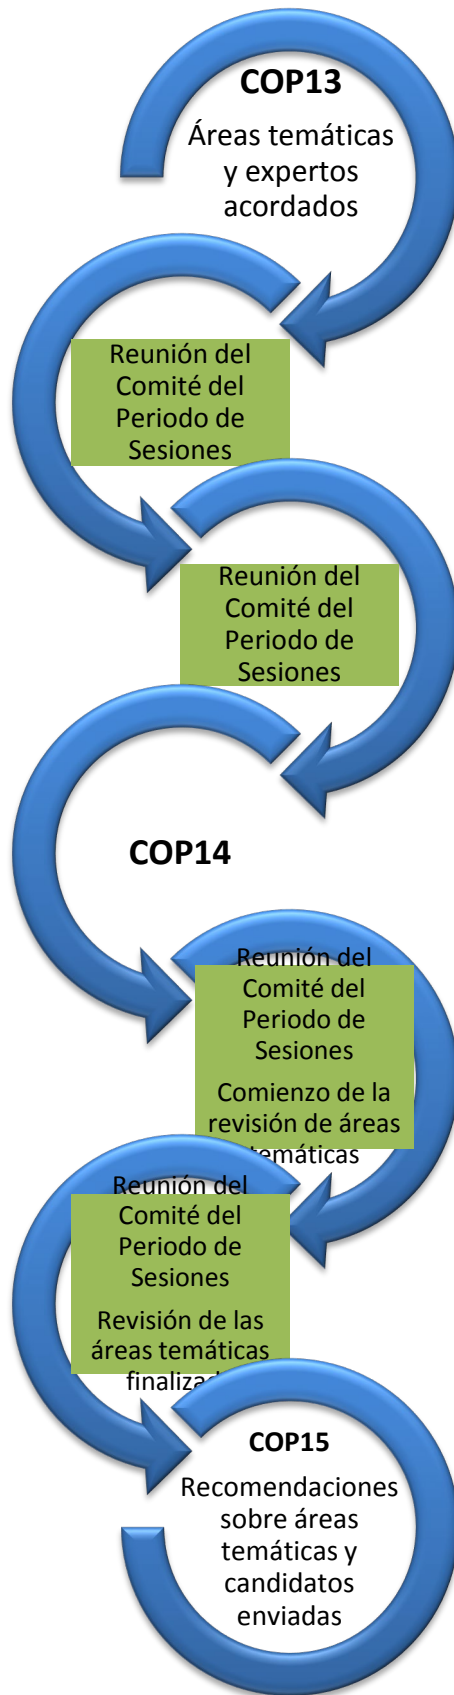 COP13
Áreas temáticas
y expertos
acordados
Reunión del
Comité del
Periodo de
Sesiones
Reunión del
Comité del
Periodo de
Sesiones
COP14
Reunión del
Comité del
Periodo de
Sesiones
Comienzo de la
revisión de áreas
temáticas
Reunión del
Comité del
Periodo de
Sesiones
Revisión de las
áreas temáticas
COP15
Recomendaciones
sobre áreas
temáticas y
candidatos
enviadas